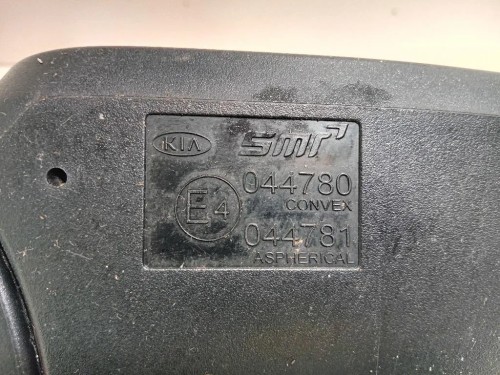 KIA SMR
E4 044780
CONVEX
044781
ASPHERICAL